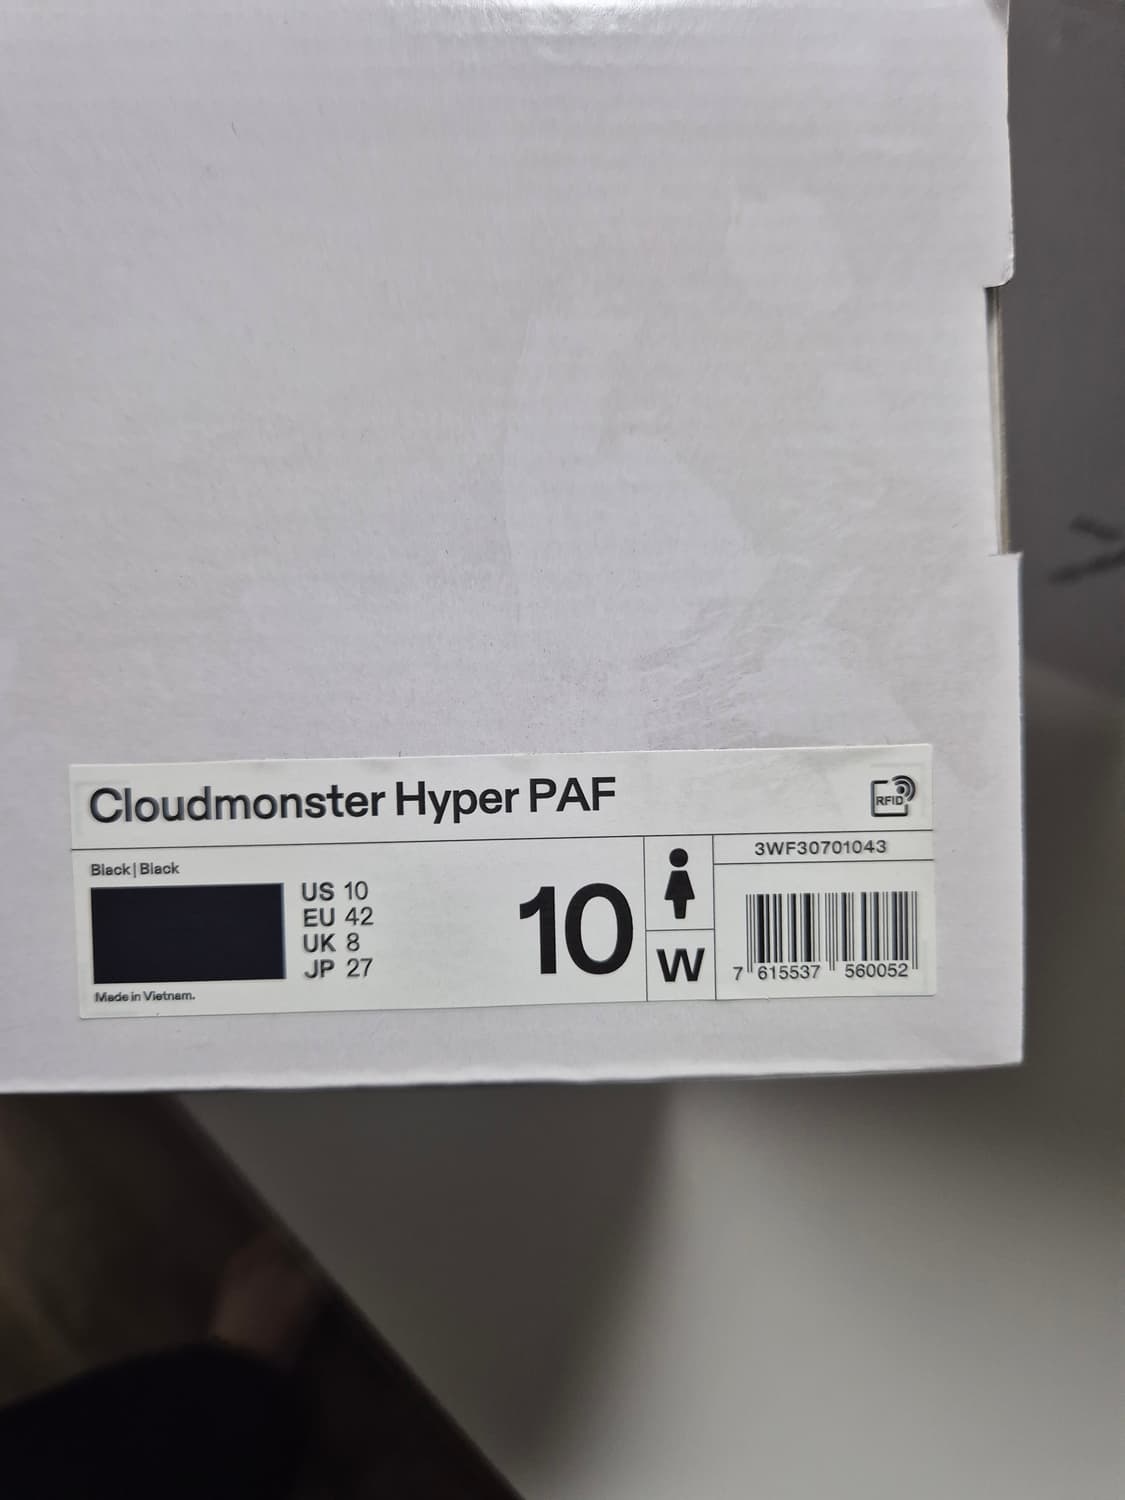 Cloudmonster Hyper PAF
RFID
Black|Black
US 10
EU 42
UK 8
JP 27
Made in Vietnam.
10
W
3WF30701043
7 615537 560052